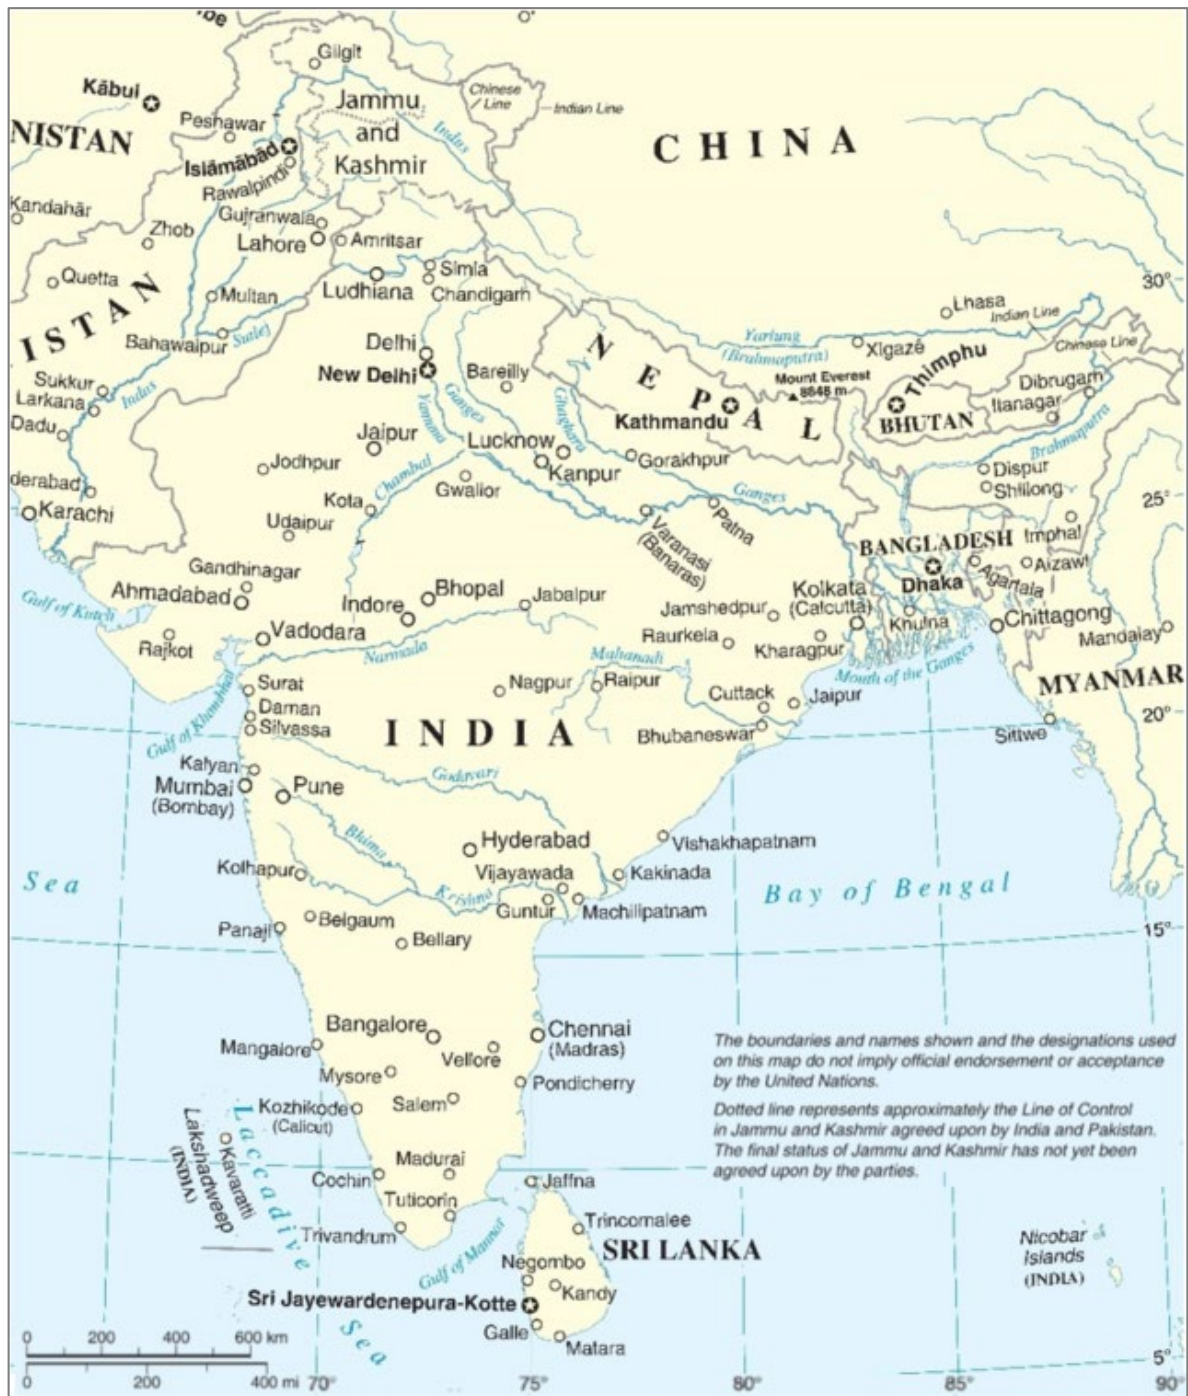 Gilgit
Kābul
Chinese
Line
Indian Line
Jammu
and
Kashmir
Indus
Peshawar
NISTAN
CHINA
Islāmābād
Rawalpindi
Kandahār
Gujranwala
Zhob
Lahore
Amritsar
Quetta
Simla
ISTAN
Multan
Ludhiana
Chandigarh
30°
Lhasa
Indian Line
Bahawalpur
Sutlej
Delhi
NEPAL
Yarlung
(Brahmaputra)
Xigazê
Thimphu
Chinese Line
New Delhi
Bareilly
Mount Everest
8848 m
Sukkur
Indus
Larkana
Ganges
Yamuna
Ghaghara
Kathmandu
BHUTAN
Dibrugarh
Itanagar
Brahmaputra
Dadu
Jaipur
Lucknow
Jodhpur
Chambal
Kanpur
Gorakhpur
Dispur
derabad
Gwalior
Ganges
Shillong
25°
Karachi
Kota
Udaipur
Varanasi
(Banaras)
Patna
BANGLADESH
Imphal
Gandhinagar
Aizawl
Agartala
Dhaka
Ahmadabad
Bhopal
Jabalpur
Kolkata
(Calcutta)
Gulf of Kutch
Indore
Jamshedpur
Khulna
Chittagong
Rajkot
Vadodara
Raurkela
Kharagpur
Mandalay
Narmada
Mahanadi
Mouth of the Ganges
MYANMAR
Surat
Nagpur
Raipur
Cuttack
Jaipur
Daman
Silvassa
Gulf of Khambhat
INDIA
Bhubaneswar
20°
Sittwe
Kalyan
Mumbai
(Bombay)
Pune
Godavari
Bhima
Hyderabad
Vishakhapatnam
Sea
Kolhapur
Vijayawada
Kakinada
Bay of Bengal
Krishna
Guntur
Machilipatnam
Panaji
Belgaum
Bellary
15°
Bangalore
Chennai
(Madras)
Mangalore
Vellore
Mysore
Pondicherry
Kozhikode
(Calicut)
Salem
The boundaries and names shown and the designations used
on this map do not imply official endorsement or acceptance
by the United Nations.
Dotted line represents approximately the Line of Control
in Jammu and Kashmir agreed upon by India and Pakistan.
The final status of Jammu and Kashmir has not yet been
agreed upon by the parties.
Lakshadweep
(INDIA)
Kavaratti
Laccadive
Sea
Madurai
Cochin
Jaffna
Tuticorin
Trivandrum
Gulf of Mannar
Trincomalee
SRI LANKA
Nicobar
Islands
(INDIA)
Negombo
Kandy
Sri Jayewardenepura-Kotte
Galle
Matara
0 200 400 600 km
0 200 400 mi
70° 75° 80° 85° 90°
5°